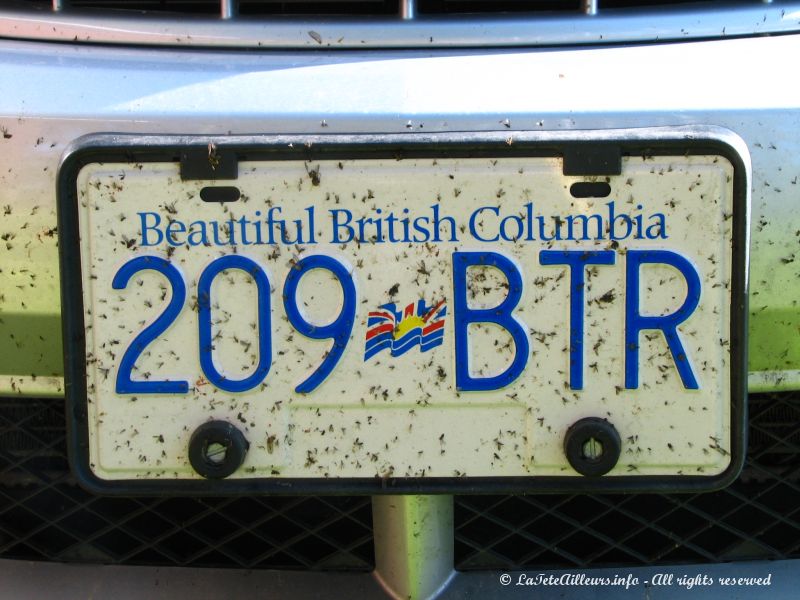 Beautiful British Columbia
209 BTR
© LaTeteAilleurs.info - All rights reserved